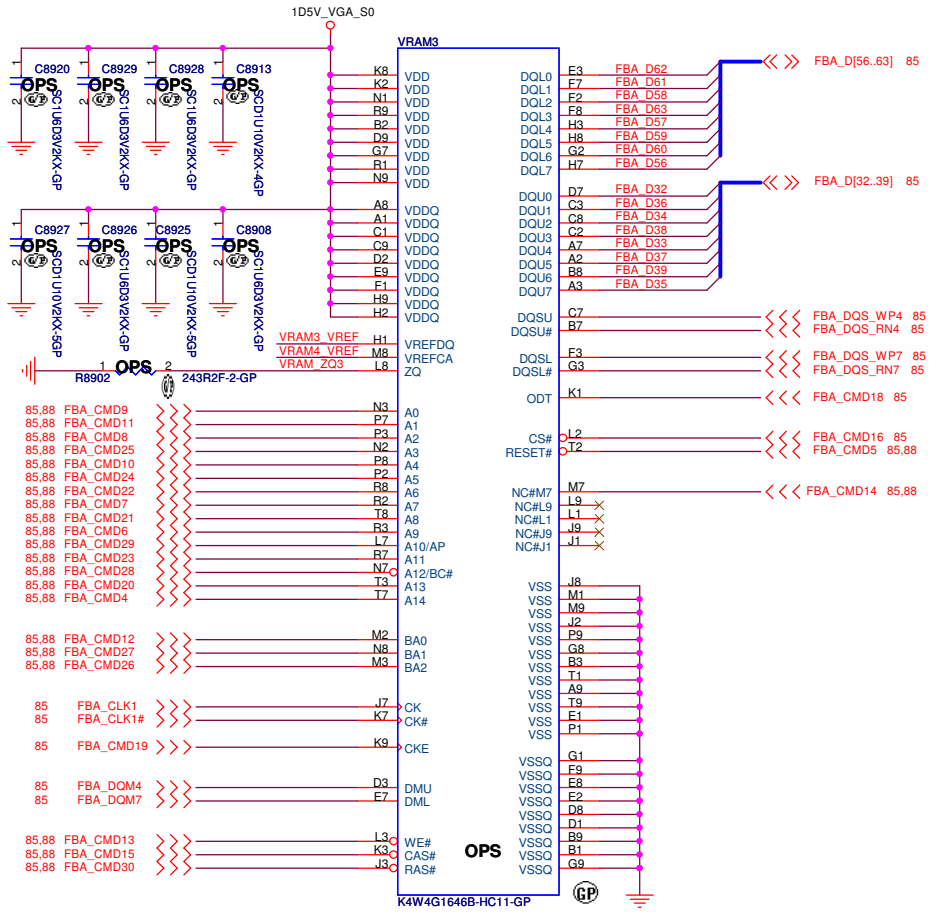 1D5V_VGA_S0
VRAM3
C8920 C8929 C8928 C8913
OPS OPS OPS OPS
1 2 1 2 1 2 1 2
SC1U6D3V2KX-GP
SC1U6D3V2KX-GP
SC1U6D3V2KX-GP
SCD1U10V2KX-4GP
C8927 C8926 C8925 C8908
OPS OPS OPS OPS
1 2 1 2 1 2 1 2
SCD1U10V2KX-5GP
SC1U6D3V2KX-GP
SCD1U10V2KX-5GP
SC1U6D3V2KX-GP
K8 VDD
K2 VDD
N1 VDD
R9 VDD
B2 VDD
D9 VDD
G7 VDD
R1 VDD
N9 VDD
A8 VDDQ
A1 VDDQ
C1 VDDQ
C9 VDDQ
D2 VDDQ
E9 VDDQ
F1 VDDQ
H9 VDDQ
H2 VDDQ
VRAM3_VREF H1 VREFDQ
VRAM4_VREF M8 VREFCA
VRAM_ZQ3 L8 ZQ
1 OPS 2
R8902 243R2F-2-GP
85,88 FBA_CMD9 N3 A0
85,88 FBA_CMD11 P7 A1
85,88 FBA_CMD8 P3 A2
85,88 FBA_CMD25 N2 A3
85,88 FBA_CMD10 P8 A4
85,88 FBA_CMD24 P2 A5
85,88 FBA_CMD22 R8 A6
85,88 FBA_CMD7 R2 A7
85,88 FBA_CMD21 T8 A8
85,88 FBA_CMD6 R3 A9
85,88 FBA_CMD29 L7 A10/AP
85,88 FBA_CMD23 R7 A11
85,88 FBA_CMD28 N7 A12/BC#
85,88 FBA_CMD20 T3 A13
85,88 FBA_CMD4 T7 A14
85,88 FBA_CMD12 M2 BA0
85,88 FBA_CMD27 N8 BA1
85,88 FBA_CMD26 M3 BA2
85 FBA_CLK1 J7 CK
85 FBA_CLK1# K7 CK#
85 FBA_CMD19 K9 CKE
85 FBA_DQM4 D3 DMU
85 FBA_DQM7 E7 DML
85,88 FBA_CMD13 L3 WE#
85,88 FBA_CMD15 K3 CAS#
85,88 FBA_CMD30 J3 RAS#
DQL0 E3 FBA_D62
DQL1 F7 FBA_D61
DQL2 F2 FBA_D58
DQL3 F8 FBA_D63
DQL4 H3 FBA_D57
DQL5 H8 FBA_D59
DQL6 G2 FBA_D60
DQL7 H7 FBA_D56
FBA_D[56..63] 85
DQU0 D7 FBA_D32
DQU1 C3 FBA_D36
DQU2 C8 FBA_D34
DQU3 C2 FBA_D38
DQU4 A7 FBA_D33
DQU5 A2 FBA_D37
DQU6 B8 FBA_D39
DQU7 A3 FBA_D35
FBA_D[32..39] 85
DQSU C7 FBA_DQS_WP4 85
DQSU# B7 FBA_DQS_RN4 85
DQSL F3 FBA_DQS_WP7 85
DQSL# G3 FBA_DQS_RN7 85
ODT K1 FBA_CMD18 85
CS# L2 FBA_CMD16 85
RESET# T2 FBA_CMD5 85,88
NC#M7 M7 FBA_CMD14 85,88
NC#L9 L9
NC#L1 L1
NC#J9 J9
NC#J1 J1
VSS J8
VSS M1
VSS M9
VSS J2
VSS P9
VSS G8
VSS B3
VSS T1
VSS A9
VSS T9
VSS E1
VSS P1
VSSQ G1
VSSQ F9
VSSQ E8
VSSQ E2
VSSQ D8
VSSQ D1
VSSQ B9
VSSQ B1
VSSQ G9
OPS
GP
K4W4G1646B-HC11-GP